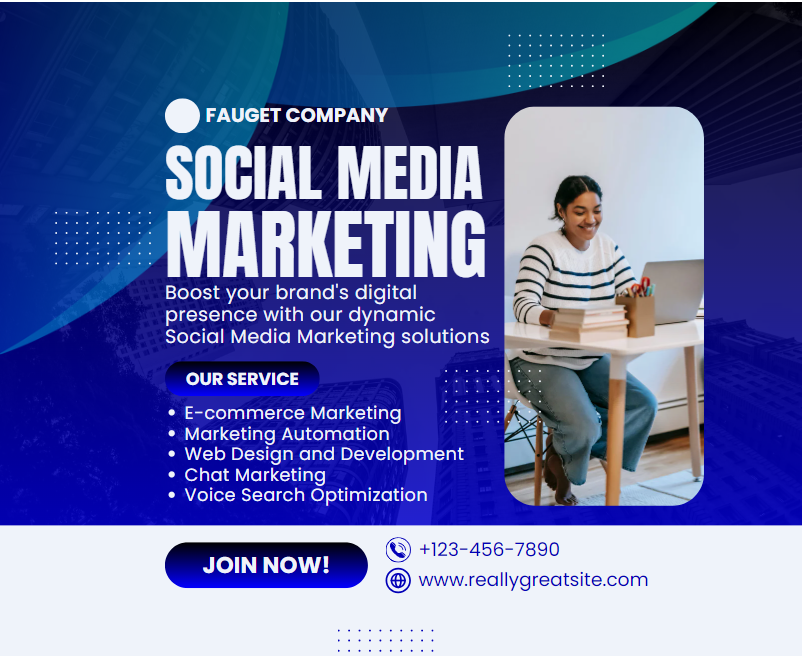 FAUGET COMPANY
SOCIAL MEDIA
MARKETING
Boost your brand's digital
presence with our dynamic
Social Media Marketing solutions
OUR SERVICE
• E-commerce Marketing
• Marketing Automation
• Web Design and Development
• Chat Marketing
• Voice Search Optimization
JOIN NOW!
+123-456-7890
www.reallygreatsite.com